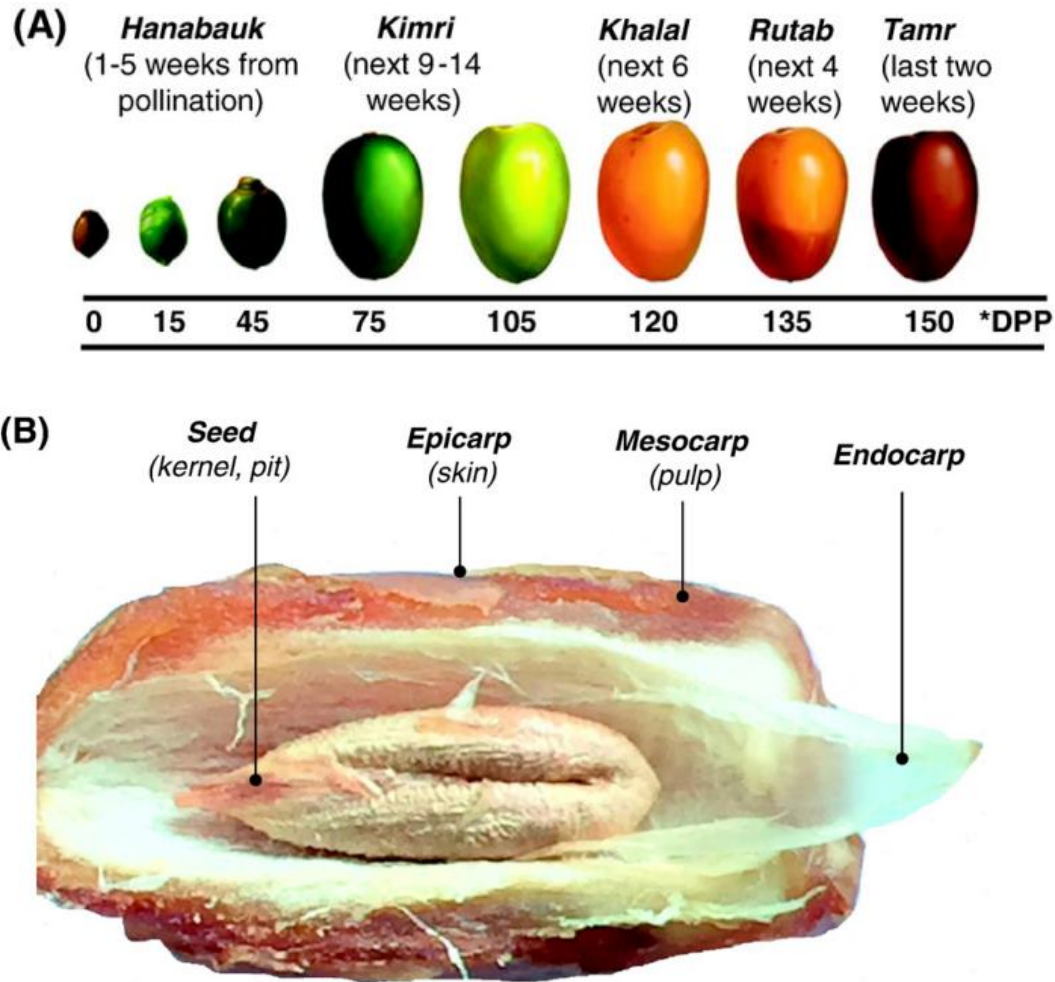 (A)
Hanabauk
(1-5 weeks from
pollination)
Kimri
(next 9-14
weeks)
Khalal
(next 6
weeks)
Rutab
(next 4
weeks)
Tamr
(last two
weeks)
0 15 45 75 105 120 135 150 *DPP
(B)
Seed
(kernel, pit)
Epicarp
(skin)
Mesocarp
(pulp)
Endocarp